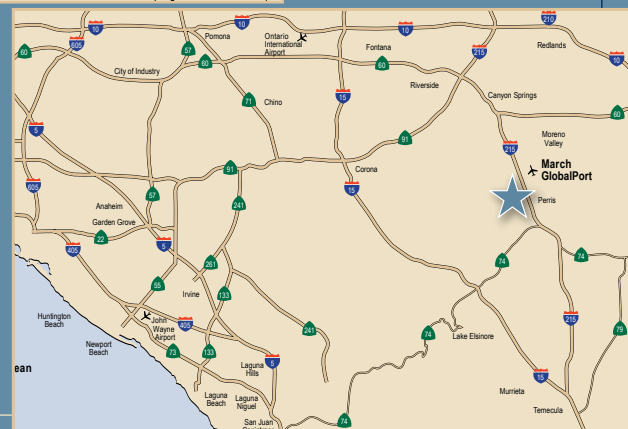 10
10
10
210
605
Pomona
Ontario
International
Airport
Fontana
215
Redlands
60
57
60
60
10
City of Industry
Riverside
Canyon Springs
71
Chino
15
60
5
91
215
Moreno
Valley
91
Corona
March
GlobalPort
605
57
241
15
Perris
Anaheim
Garden Grove
22
405
5
261
74
74
55
Irvine
133
Huntington
Beach
John
Wayne
Airport
405
241
215
79
74
Lake Elsinore
Newport
Beach
73
133
5
ean
Laguna
Hills
15
Murrieta
Laguna
Beach
Laguna
Niguel
Temecula
74
San Juan